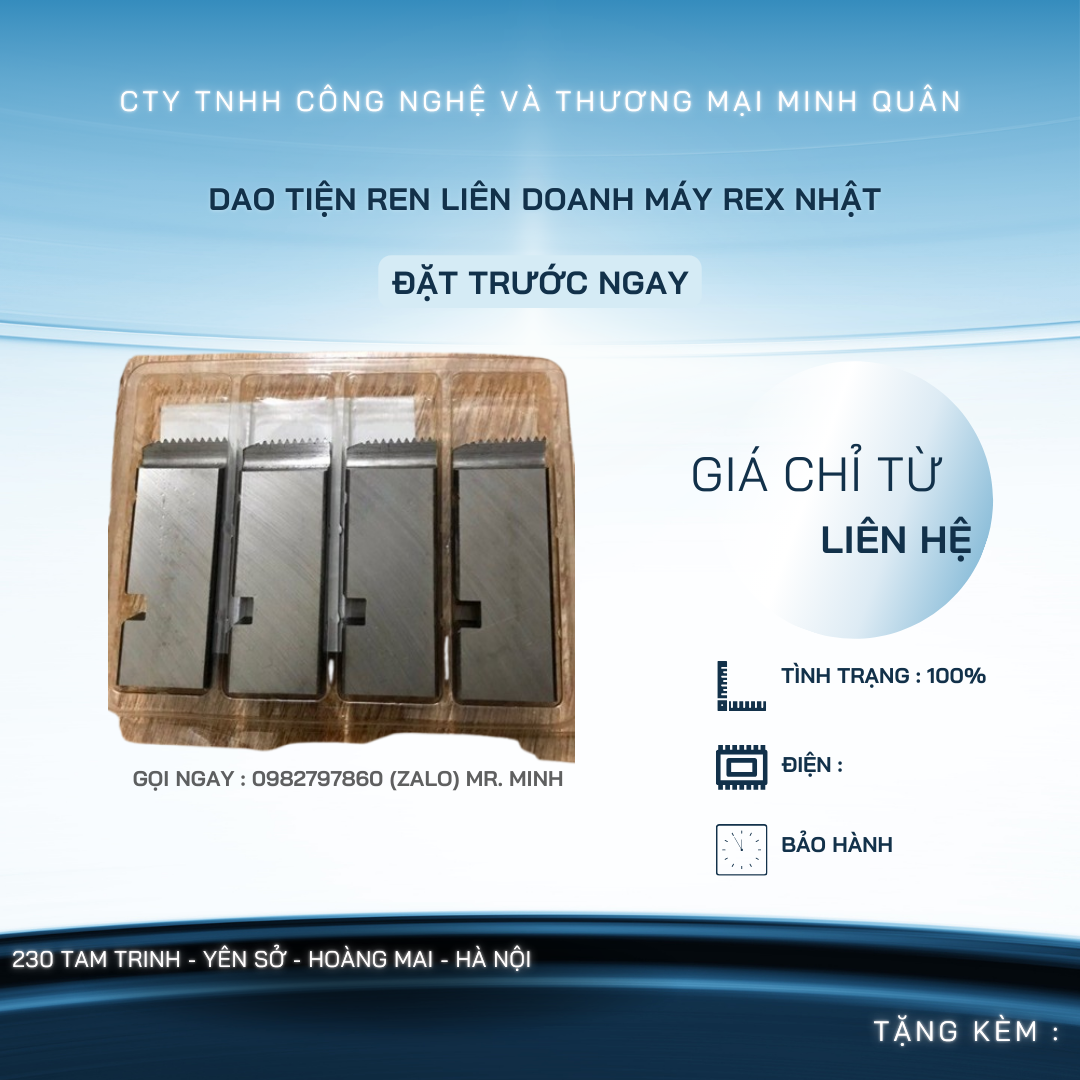 CTY TNHH CÔNG NGHỆ VÀ THƯƠNG MẠI MINH QUÂN
DAO TIỆN REN LIÊN DOANH MÁY REX NHẬT
ĐẶT TRƯỚC NGAY
GIÁ CHỈ TỪ
LIÊN HỆ
TÌNH TRẠNG : 100%
ĐIỆN :
BẢO HÀNH
GỌI NGAY : 0982797860 (ZALO) MR. MINH
230 TAM TRINH - YÊN SỞ - HOÀNG MAI - HÀ NỘI
TẶNG KÈM :